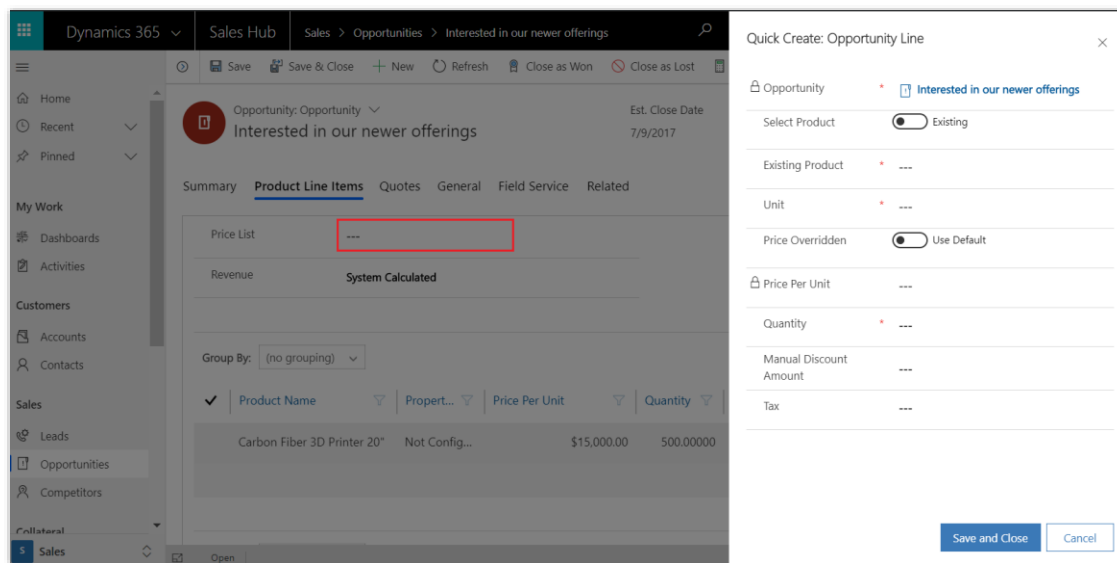 Dynamics 365
Sales Hub
Sales > Opportunities > Interested in our newer offerings
Save
Save & Close
New
Refresh
Close as Won
Close as Lost
Home
Recent
Pinned
My Work
Dashboards
Activities
Customers
Accounts
Contacts
Sales
Leads
Opportunities
Competitors
Collateral
S Sales
Opportunity: Opportunity
Interested in our newer offerings
Est. Close Date
7/9/2017
Summary
Product Line Items
Quotes
General
Field Service
Related
Price List
---
Revenue
System Calculated
Group By: (no grouping)
Product Name
Propert...
Price Per Unit
Quantity
Carbon Fiber 3D Printer 20"
Not Config...
$15,000.00
500.00000
Open
Quick Create: Opportunity Line
Opportunity * Interested in our newer offerings
Select Product Existing
Existing Product * ---
Unit * ---
Price Overridden Use Default
Price Per Unit ---
Quantity * ---
Manual Discount
Amount ---
Tax ---
Save and Close
Cancel